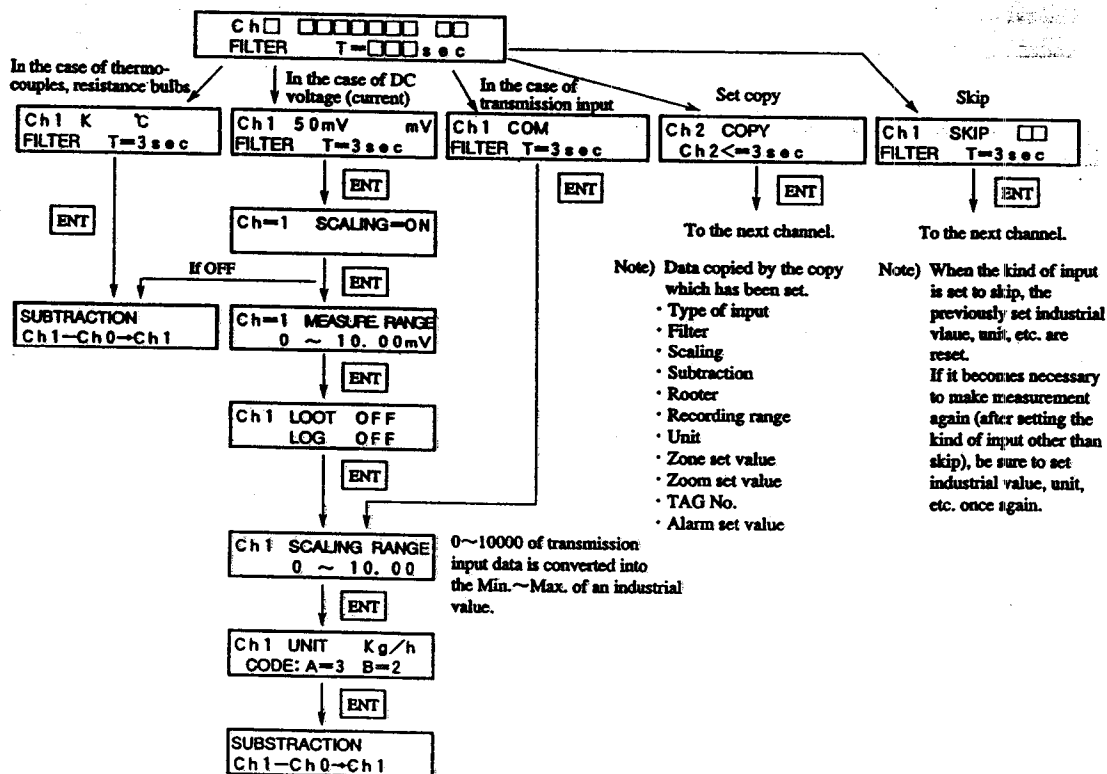 Ch□ □□□□□□□ □□
FILTER T=□□□sec
In the case of thermo-
couples, resistance bulbs
In the case of DC
voltage (current)
In the case of
transmission input
Set copy
Skip
Ch1 K ℃
FILTER T=3sec
Ch1 50mV mV
FILTER T=3sec
Ch1 COM
FILTER T=3sec
Ch2 COPY
Ch2<=3sec
Ch1 SKIP □□
FILTER T=3sec
ENT
ENT
ENT
ENT
ENT
To the next channel.
To the next channel.
Ch=1 SCALING=ON
If OFF
ENT
SUBTRACTION
Ch1-Ch0→Ch1
Ch=1 MEASURE. RANGE
0 ~ 10.00mV
ENT
Ch1 LOOT OFF
LOG OFF
ENT
Ch1 SCALING RANGE
0 ~ 10.00
0~10000 of transmission
input data is converted into
the Min.~Max. of an industrial
value.
ENT
Ch1 UNIT Kg/h
CODE: A=3 B=2
ENT
SUBSTRACTION
Ch1-Ch0→Ch1
Note) Data copied by the copy
which has been set.
・Type of input
・Filter
・Scaling
・Subtraction
・Rooter
・Recording range
・Unit
・Zone set value
・Zoom set value
・TAG No.
・Alarm set value
Note) When the kind of input
is set to skip, the
previously set industrial
vlaue, unit, etc. are
reset.
If it becomes necessary
to make measurement
again (after setting the
kind of input other than
skip), be sure to set
industrial value, unit,
etc. once again.